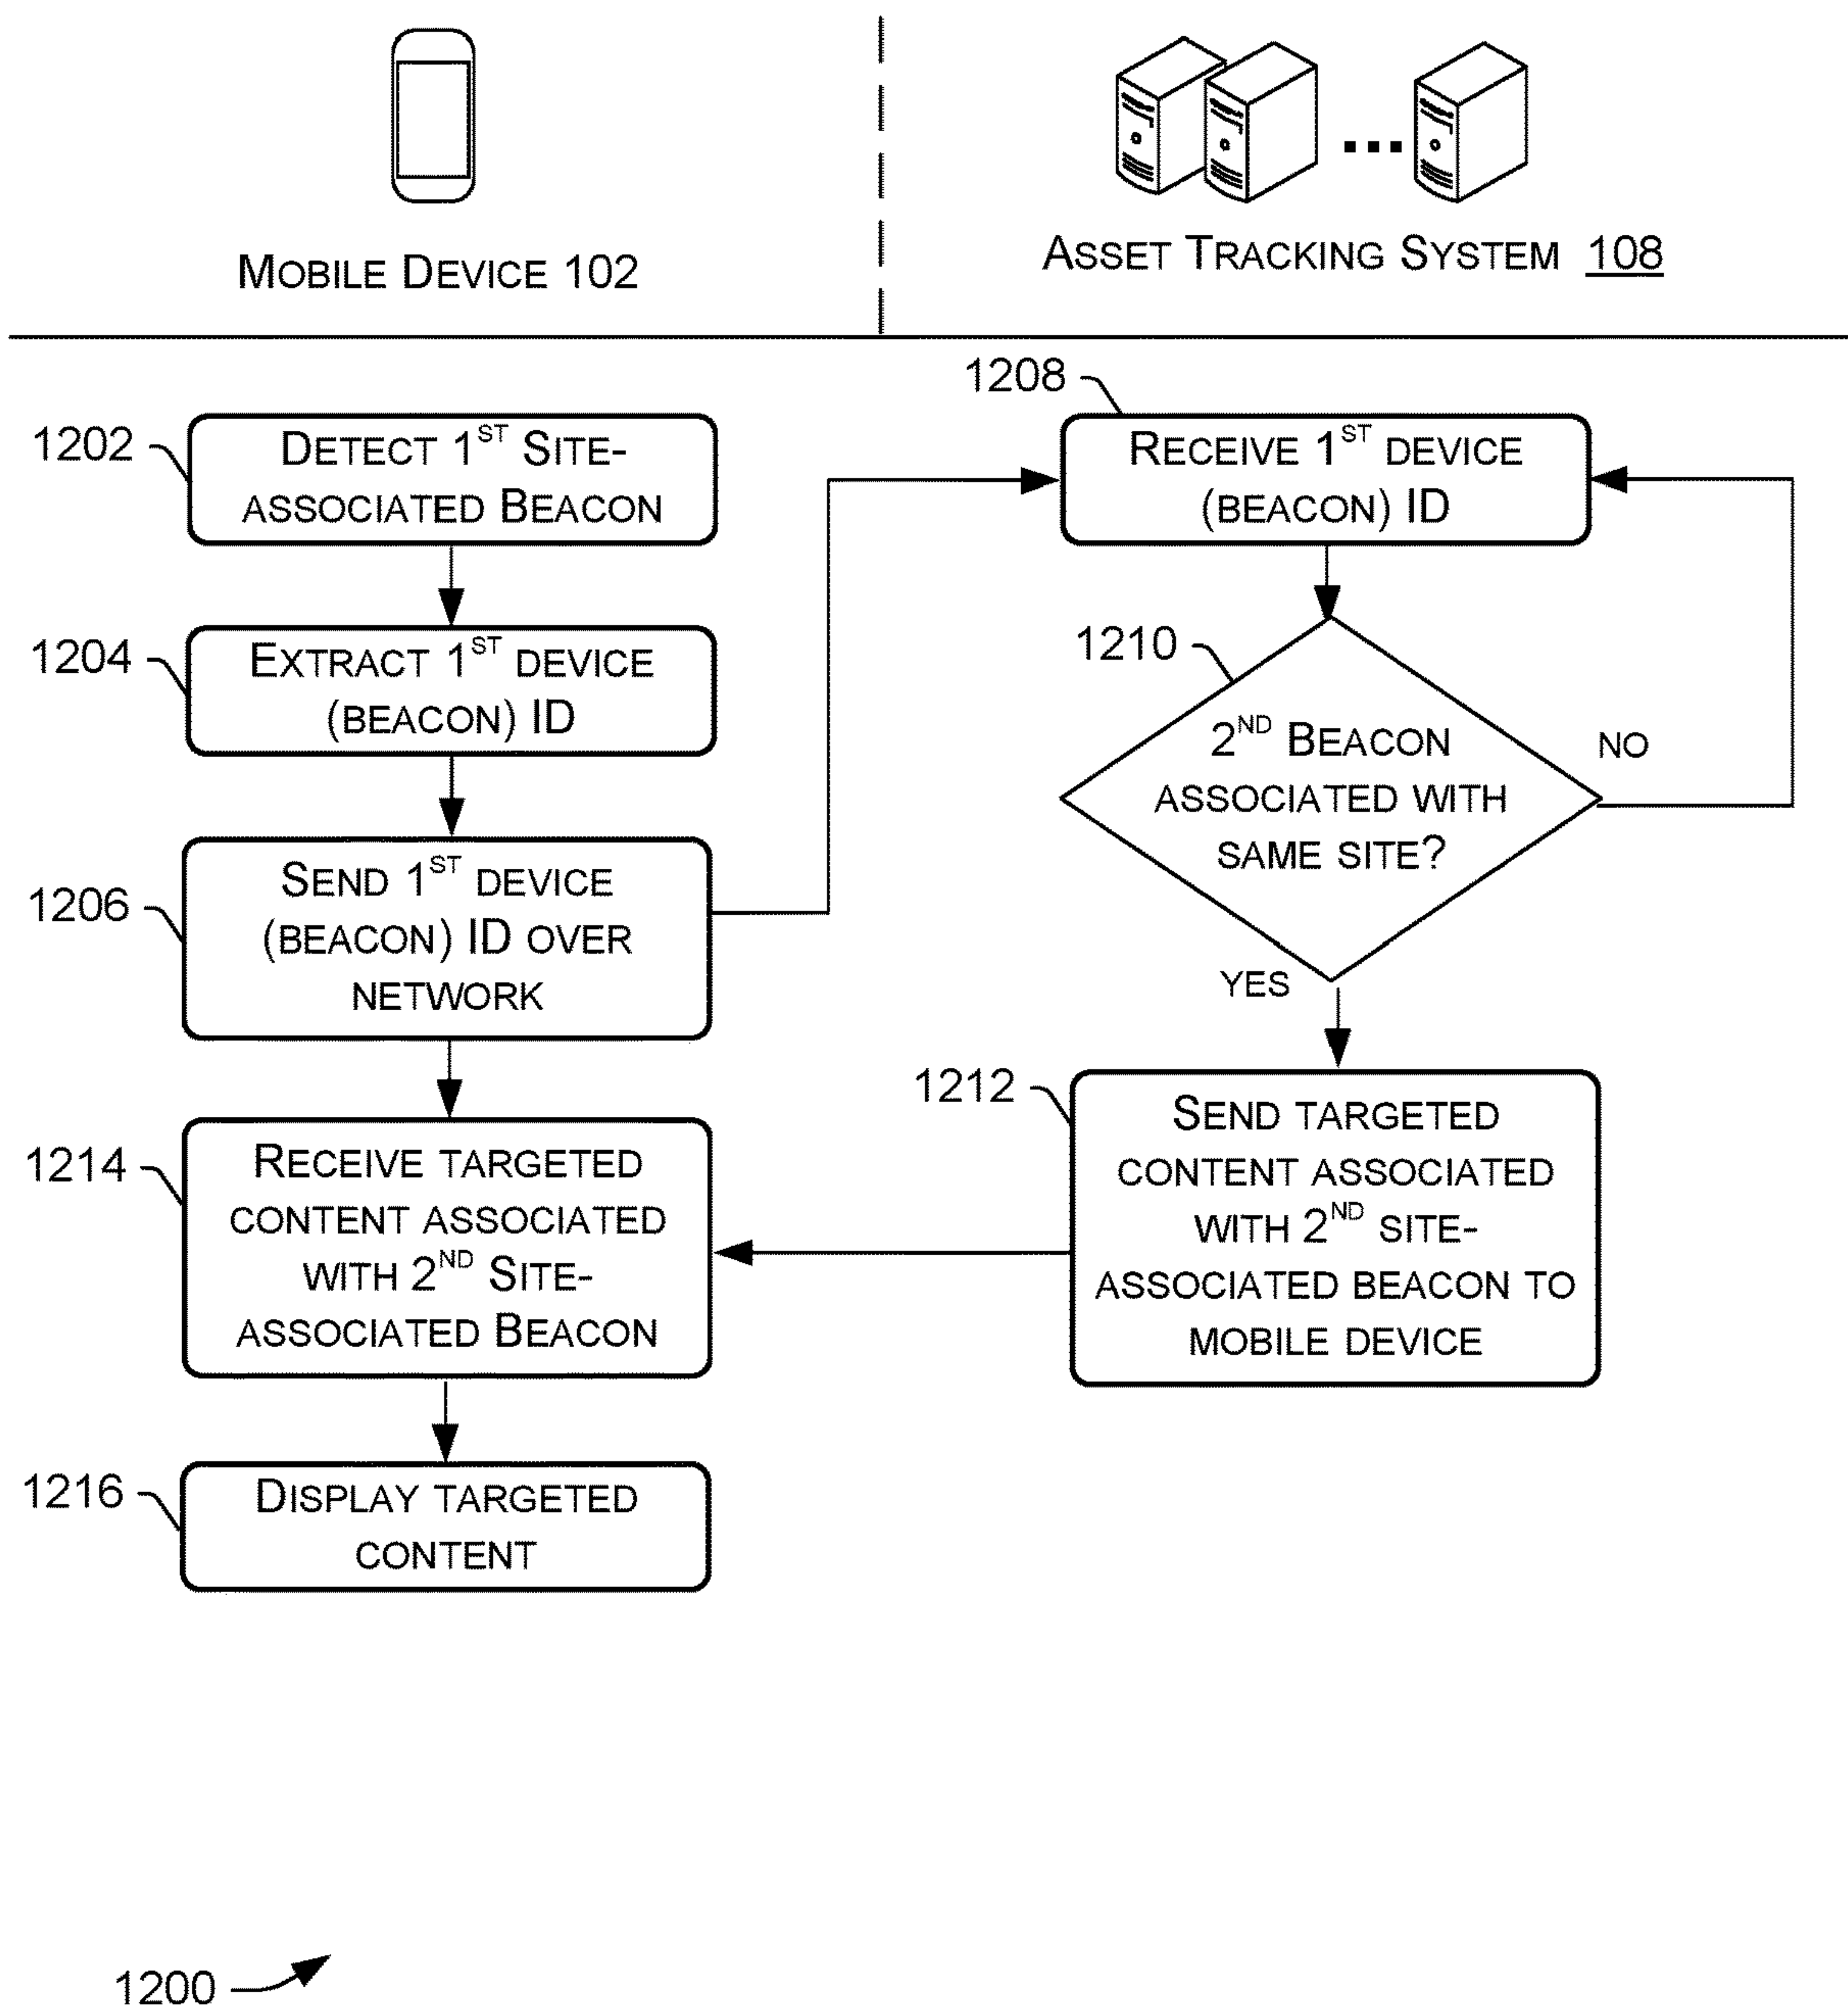 MOBILE DEVICE 102
ASSET TRACKING SYSTEM 108
1202
DETECT 1ST SITE-
ASSOCIATED BEACON
1204
EXTRACT 1ST DEVICE
(BEACON) ID
1206
SEND 1ST DEVICE
(BEACON) ID OVER
NETWORK
1208
RECEIVE 1ST DEVICE
(BEACON) ID
1210
2ND BEACON
ASSOCIATED WITH
SAME SITE?
NO
YES
1212
SEND TARGETED
CONTENT ASSOCIATED
WITH 2ND SITE-
ASSOCIATED BEACON TO
MOBILE DEVICE
1214
RECEIVE TARGETED
CONTENT ASSOCIATED
WITH 2ND SITE-
ASSOCIATED BEACON
1216
DISPLAY TARGETED
CONTENT
1200